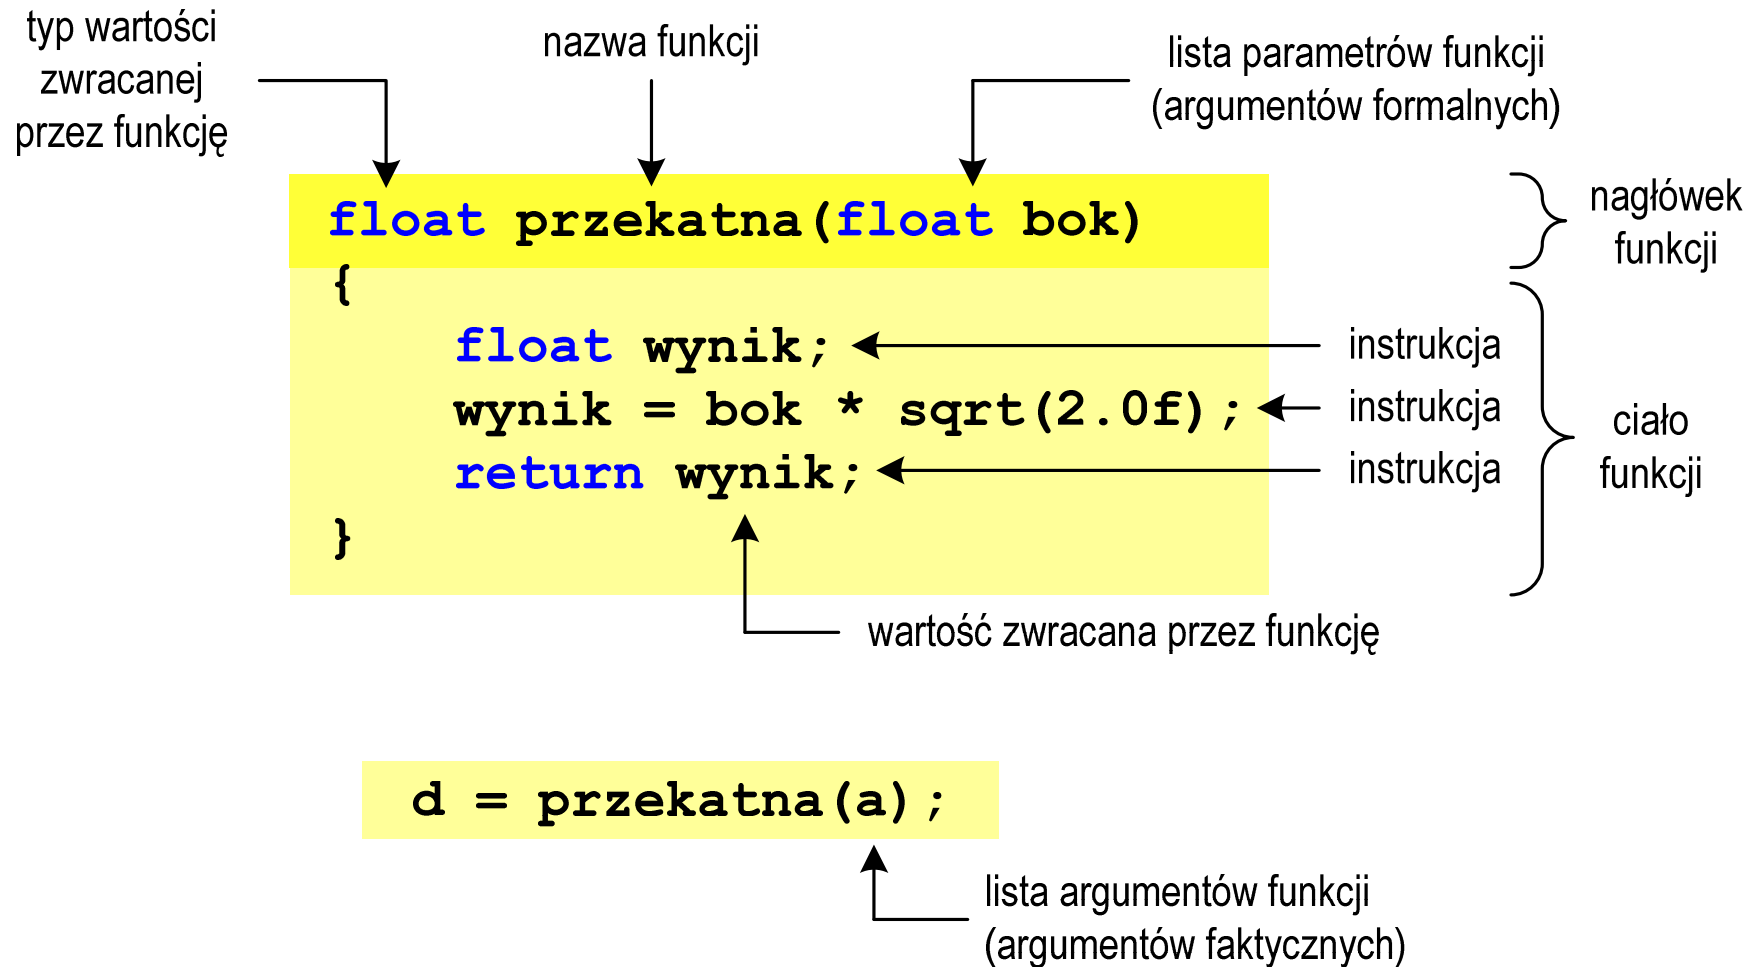 typ wartości
zwracanej
przez funkcję
nazwa funkcji
lista parametrów funkcji
(argumentów formalnych)
float przekatna(float bok)
nagłówek
funkcji
{
float wynik;
instrukcja
wynik = bok * sqrt(2.0f);
instrukcja
return wynik;
instrukcja
}
ciało
funkcji
wartość zwracana przez funkcję
d = przekatna(a);
lista argumentów funkcji
(argumentów faktycznych)